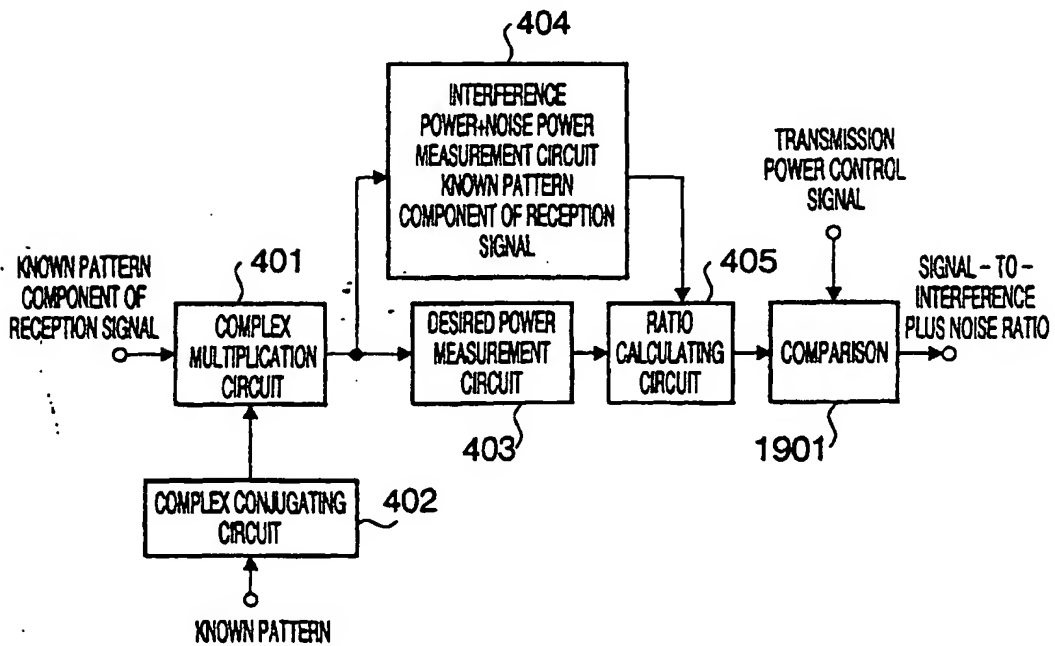 404
INTERFERENCE
POWER+NOISE POWER
MEASUREMENT CIRCUIT
KNOWN PATTERN
COMPONENT OF RECEPTION
SIGNAL
TRANSMISSION
POWER CONTROL
SIGNAL
KNOWN PATTERN
COMPONENT OF
RECEPTION SIGNAL
401
COMPLEX
MULTIPLICATION
CIRCUIT
DESIRED POWER
MEASUREMENT
CIRCUIT
403
405
RATIO
CALCULATING
CIRCUIT
COMPARISON
1901
SIGNAL-TO-
INTERFERENCE
PLUS NOISE RATIO
COMPLEX CONJUGATING
CIRCUIT
402
KNOWN PATTERN